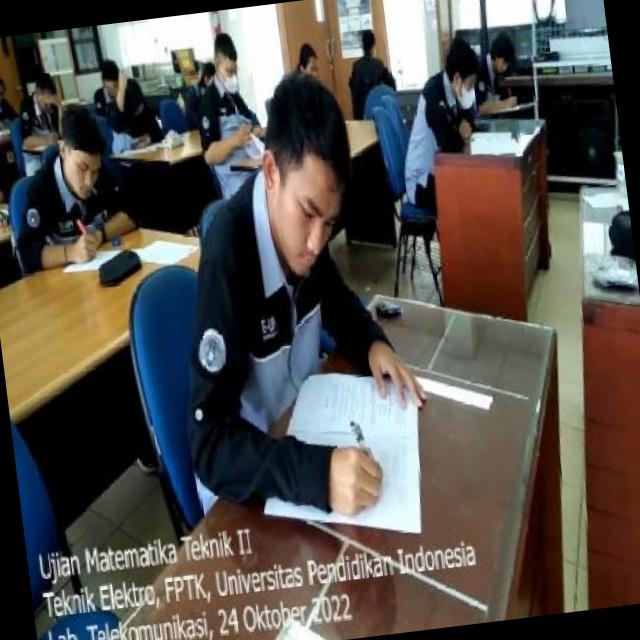 Ujian Matematika Teknik II
Teknik Elektro, FPTK, Universitas Pendidikan Indonesia
Lab. Telekomunikasi, 24 Oktober 2022